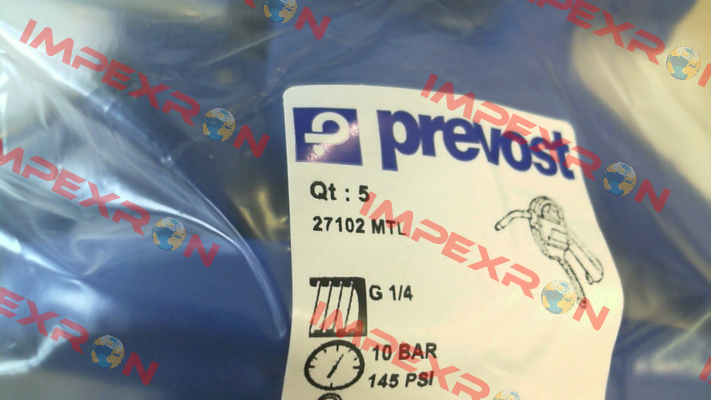 prevost
Qt : 5
27102 MTL
G 1/4
10 BAR
145 PSI
IMPEXRON
IMPEXRON
IMPEXRON
IMPEXRON
IMPEXRON
IMPEXRON